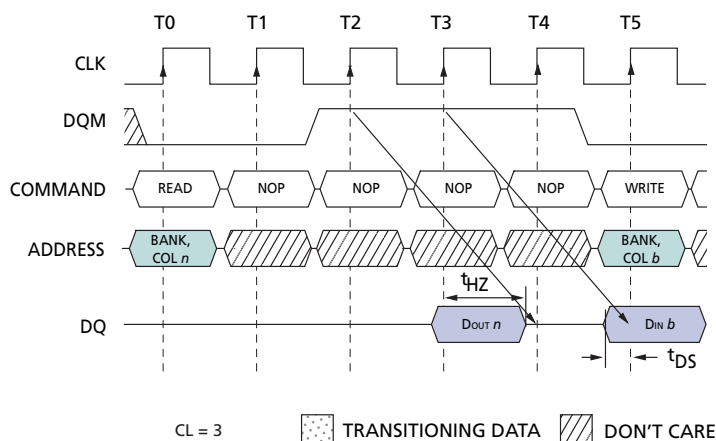 T0 T1 T2 T3 T4 T5
CLK
DQM
COMMAND READ NOP NOP NOP NOP WRITE
ADDRESS BANK, COL n BANK, COL b
tHZ
DQ DOUT n DIN b
tDS
CL = 3 TRANSITIONING DATA DON'T CARE